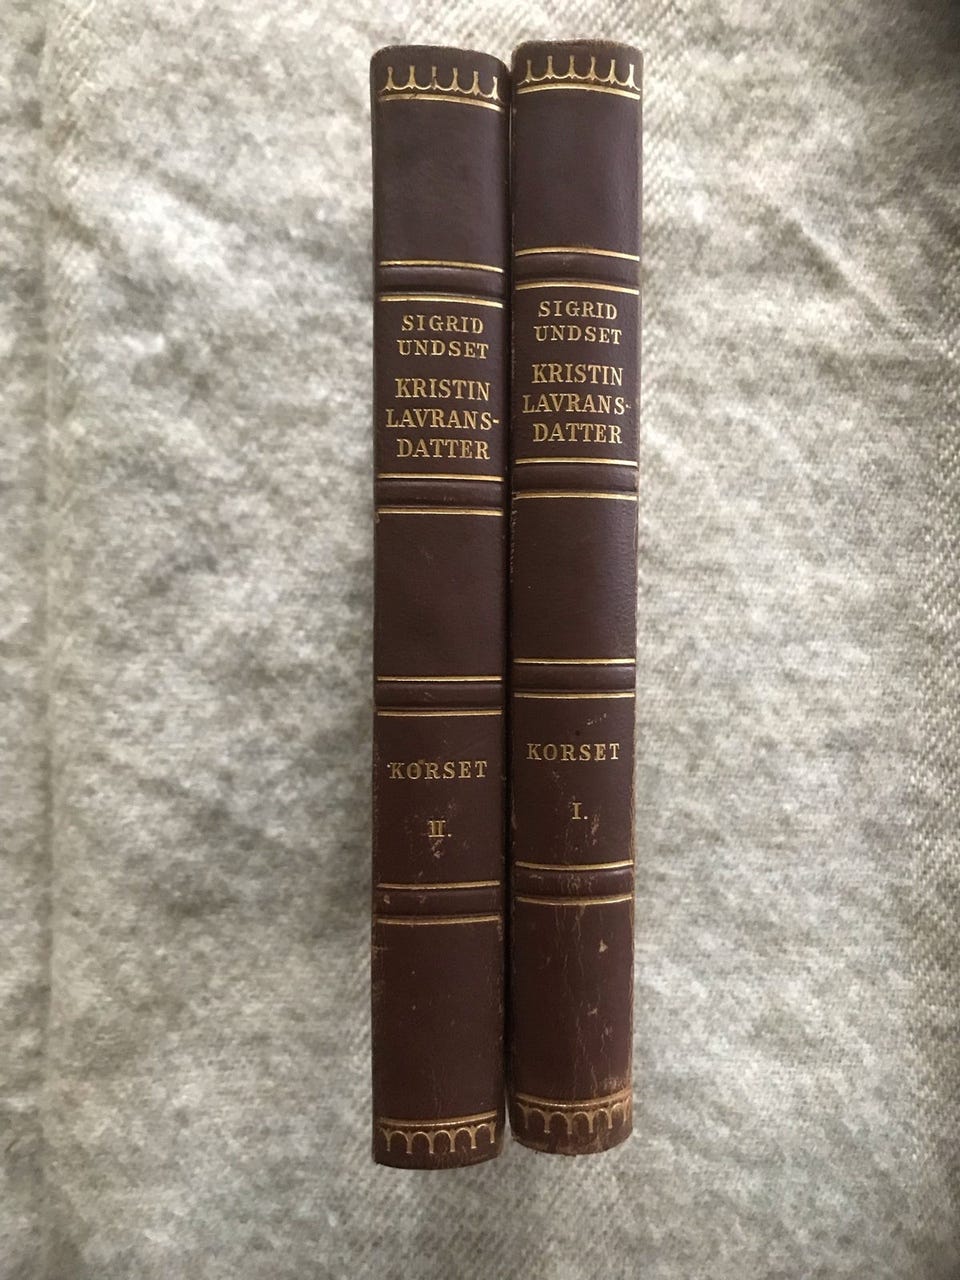 SIGRID
UNDSET
KRISTIN
LAVRANS-
DATTER
KORSET
II.
SIGRID
UNDSET
KRISTIN
LAVRANS-
DATTER
KORSET
I.